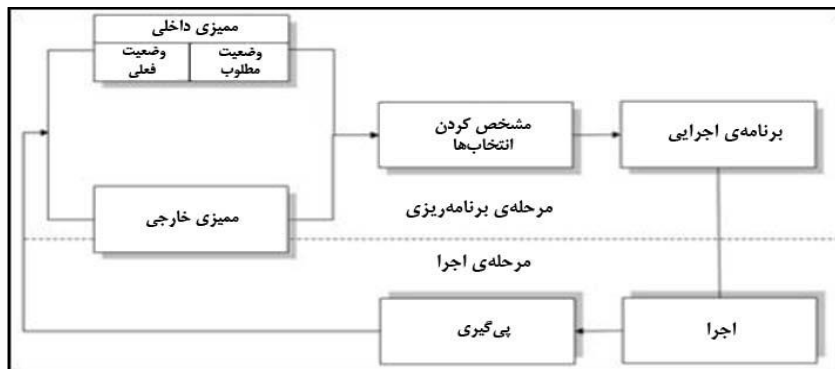 ممیزی داخلی
وضعیت
مطلوب
وضعیت
فعلی
مشخص کردن
انتخاب‌ها
برنامه‌ی اجرایی
ممیزی خارجی
مرحله‌ی برنامه‌ریزی
مرحله‌ی اجرا
اجرا
پی‌گیری